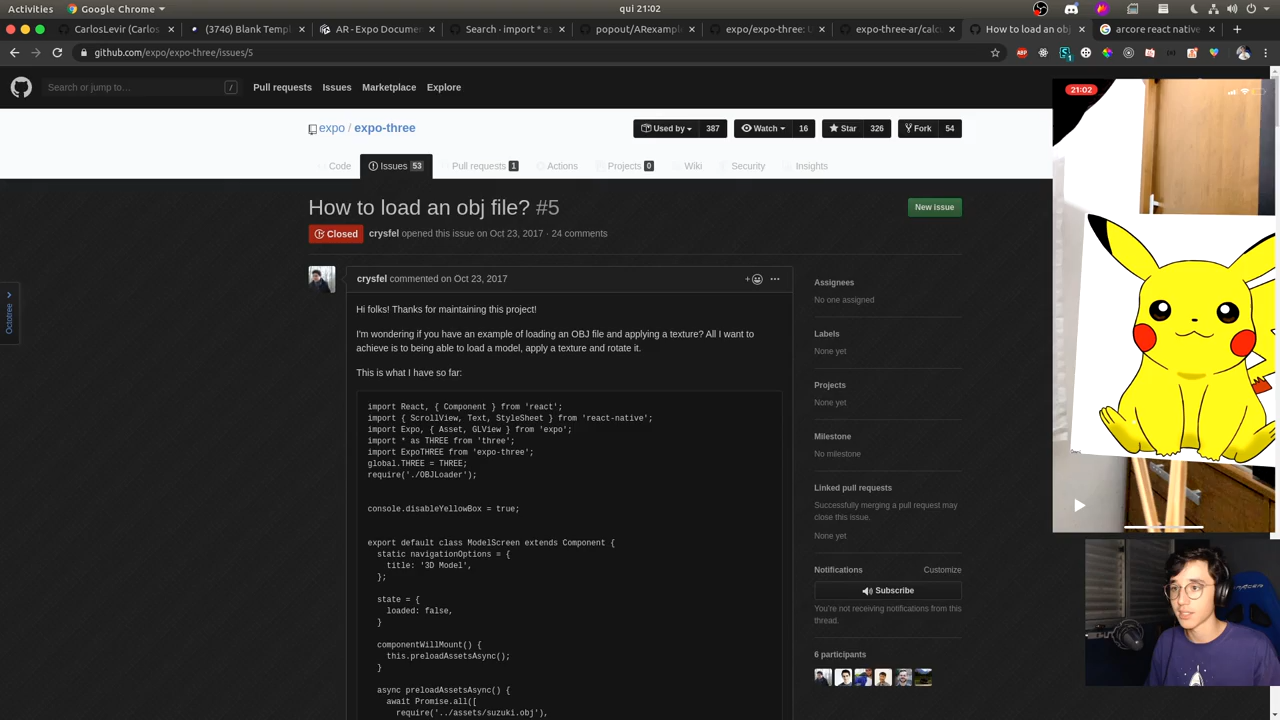 Activities
Google Chrome
qui 21:02
CarlosLevir (Carlos
(3746) Blank Templ
AR - Expo Documen
Search · import * as
popout/ARexample
expo/expo-three: U
expo-three-ar/calcu
How to load an obj
arcore react native
github.com/expo/expo-three/issues/5
Search or jump to…
/
Pull requests
Issues
Marketplace
Explore
expo / expo-three
Used by
387
Watch
16
Star
326
Fork
54
Code
Issues 53
Pull requests 1
Actions
Projects 0
Wiki
Security
Insights
How to load an obj file? #5
New issue
Closed
crysfel opened this issue on Oct 23, 2017 · 24 comments
crysfel commented on Oct 23, 2017
Hi folks! Thanks for maintaining this project!
I'm wondering if you have an example of loading an OBJ file and applying a texture? All I want to
achieve is to being able to load a model, apply a texture and rotate it.
This is what I have so far:
import React, { Component } from 'react';
import { ScrollView, Text, StyleSheet } from 'react-native';
import Expo, { Asset, GLView } from 'expo';
import * as THREE from 'three';
import ExpoTHREE from 'expo-three';
global.THREE = THREE;
require('./OBJLoader');
console.disableYellowBox = true;
export default class ModelScreen extends Component {
static navigationOptions = {
title: '3D Model',
};
state = {
loaded: false,
}
componentWillMount() {
this.preloadAssetsAsync();
}
async preloadAssetsAsync() {
await Promise.all([
require('../assets/suzuki.obj'),
Assignees
No one assigned
Labels
None yet
Projects
None yet
Milestone
No milestone
Linked pull requests
Successfully merging a pull request may
close this issue.
None yet
Notifications
Customize
Subscribe
You're not receiving notifications from this
thread.
6 participants
Octotree
21:02